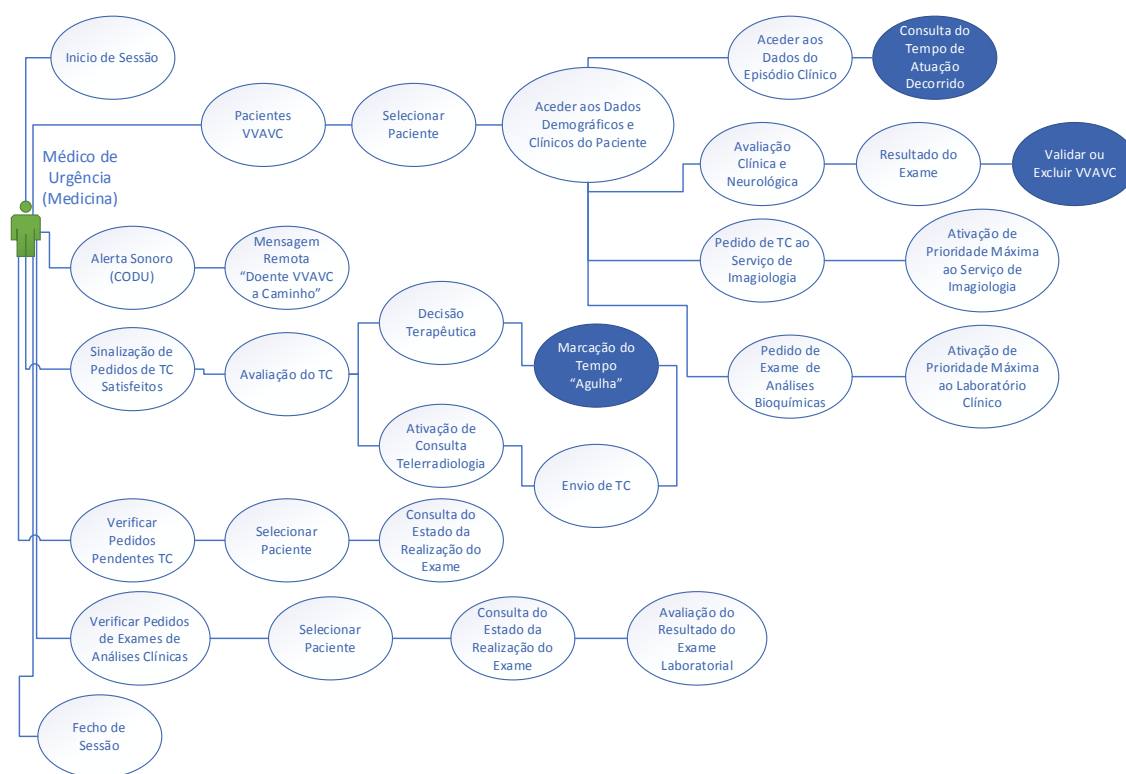 Inicio de Sessão
Aceder aos
Dados do
Episódio Clínico
Consulta do
Tempo de
Atuação
Decorrido
Pacientes
VVAVC
Selecionar
Paciente
Aceder aos Dados
Demográficos e
Clínicos do Paciente
Médico de
Urgência
(Medicina)
Avaliação
Clínica e
Neurológica
Resultado do
Exame
Validar ou
Excluir VVAVC
Alerta Sonoro
(CODU)
Mensagem
Remota
“Doente VVAVC
a Caminho”
Pedido de TC ao
Serviço de
Imagiologia
Ativação de
Prioridade Máxima
ao Serviço de
Imagiologia
Decisão
Terapêutica
Sinalização de
Pedidos de TC
Satisfeitos
Avaliação do TC
Marcação do
Tempo
“Agulha”
Pedido de
Exame de
Análises
Bioquímicas
Ativação de
Prioridade Máxima
ao Laboratório
Clínico
Ativação de
Consulta
Telerradiologia
Envio de TC
Verificar
Pedidos
Pendentes TC
Selecionar
Paciente
Consulta do
Estado da
Realização do
Exame
Verificar Pedidos
de Exames de
Análises Clínicas
Selecionar
Paciente
Consulta do
Estado da
Realização do
Exame
Avaliação do
Resultado do
Exame
Laboratorial
Fecho de
Sessão